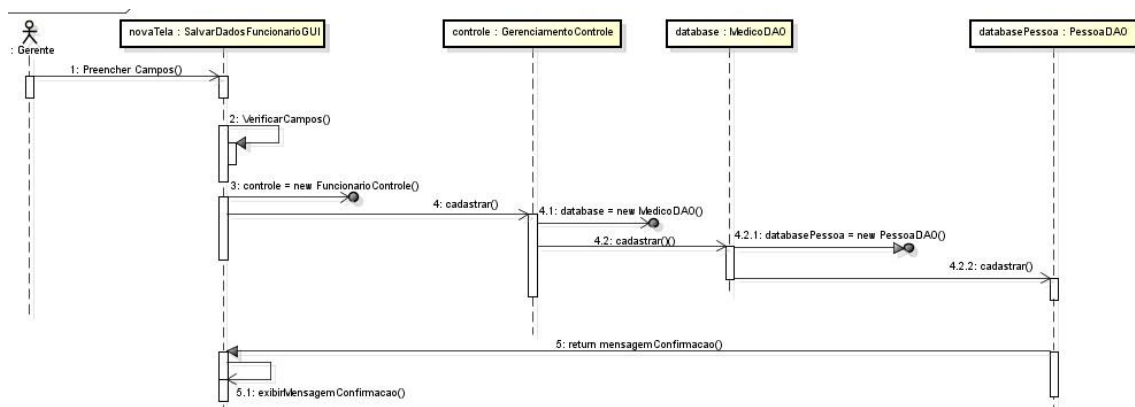 : Gerente
novaTela : SalvarDadosFuncionarioGUI
controle : GerenciamentoControle
database : MedicoDAO
databasePessoa : PessoaDAO
1: Preencher Campos()
2: VerificarCampos()
3: controle = new FuncionarioControle()
4: cadastrar()
4.1: database = new MedicoDAO()
4.2: cadastrar()()
4.2.1: databasePessoa = new PessoaDAO()
4.2.2: cadastrar()
5: return mensagemConfirmacao()
5.1: exibirMensagemConfirmacao()